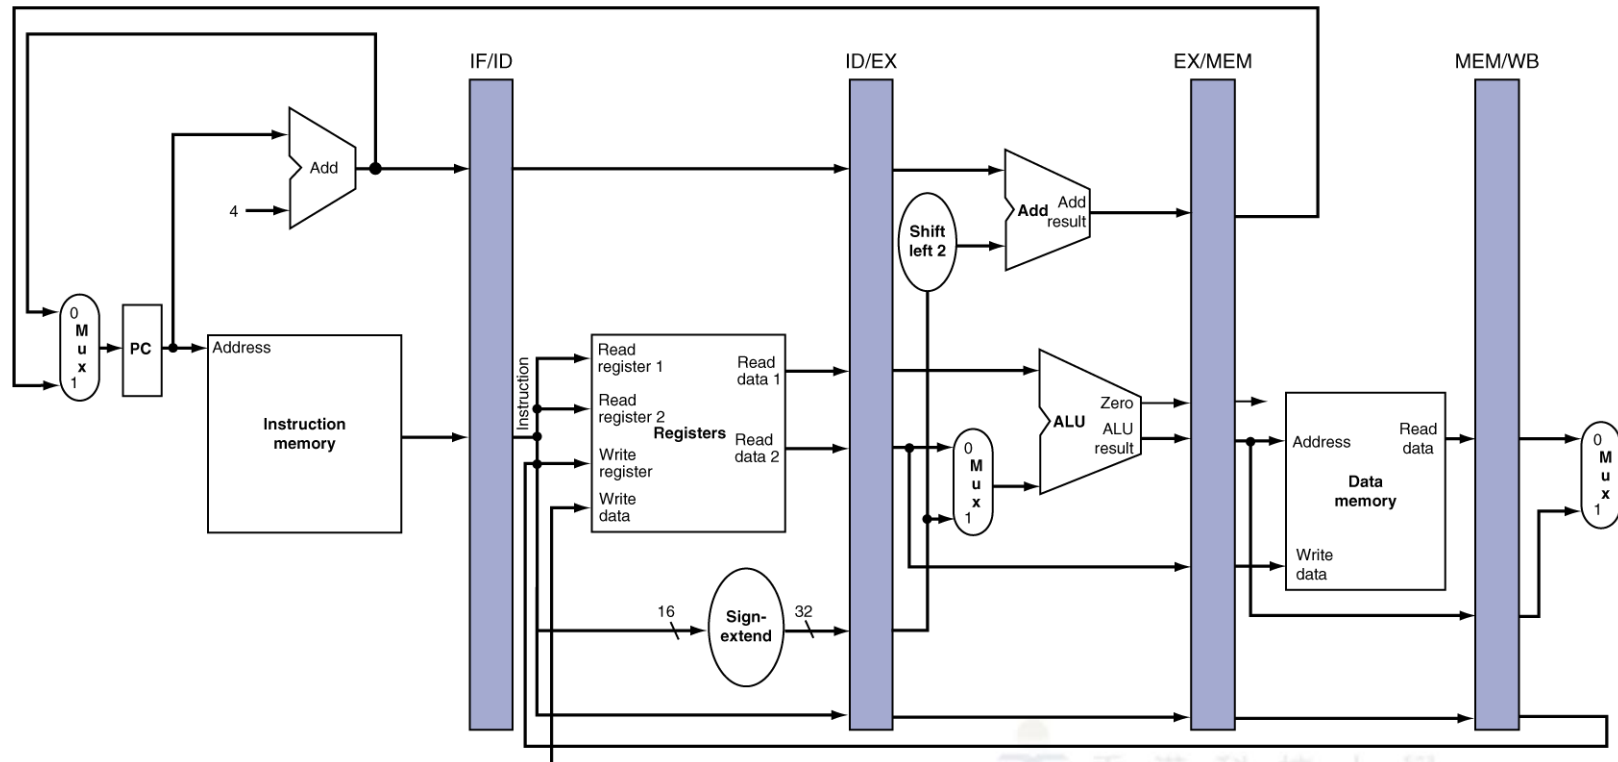 IF/ID
ID/EX
EX/MEM
MEM/WB
Add
4
Add
Add
result
Shift
left 2
0
M
u
x
1
PC
Address
Instruction
memory
Instruction
Read
register 1
Read
register 2
Write
register
Write
data
Registers
Read
data 1
Read
data 2
16
Sign-
extend
32
0
M
u
x
1
Zero
ALU
ALU
result
Address
Read
data
Data
memory
Write
data
0
M
u
x
1